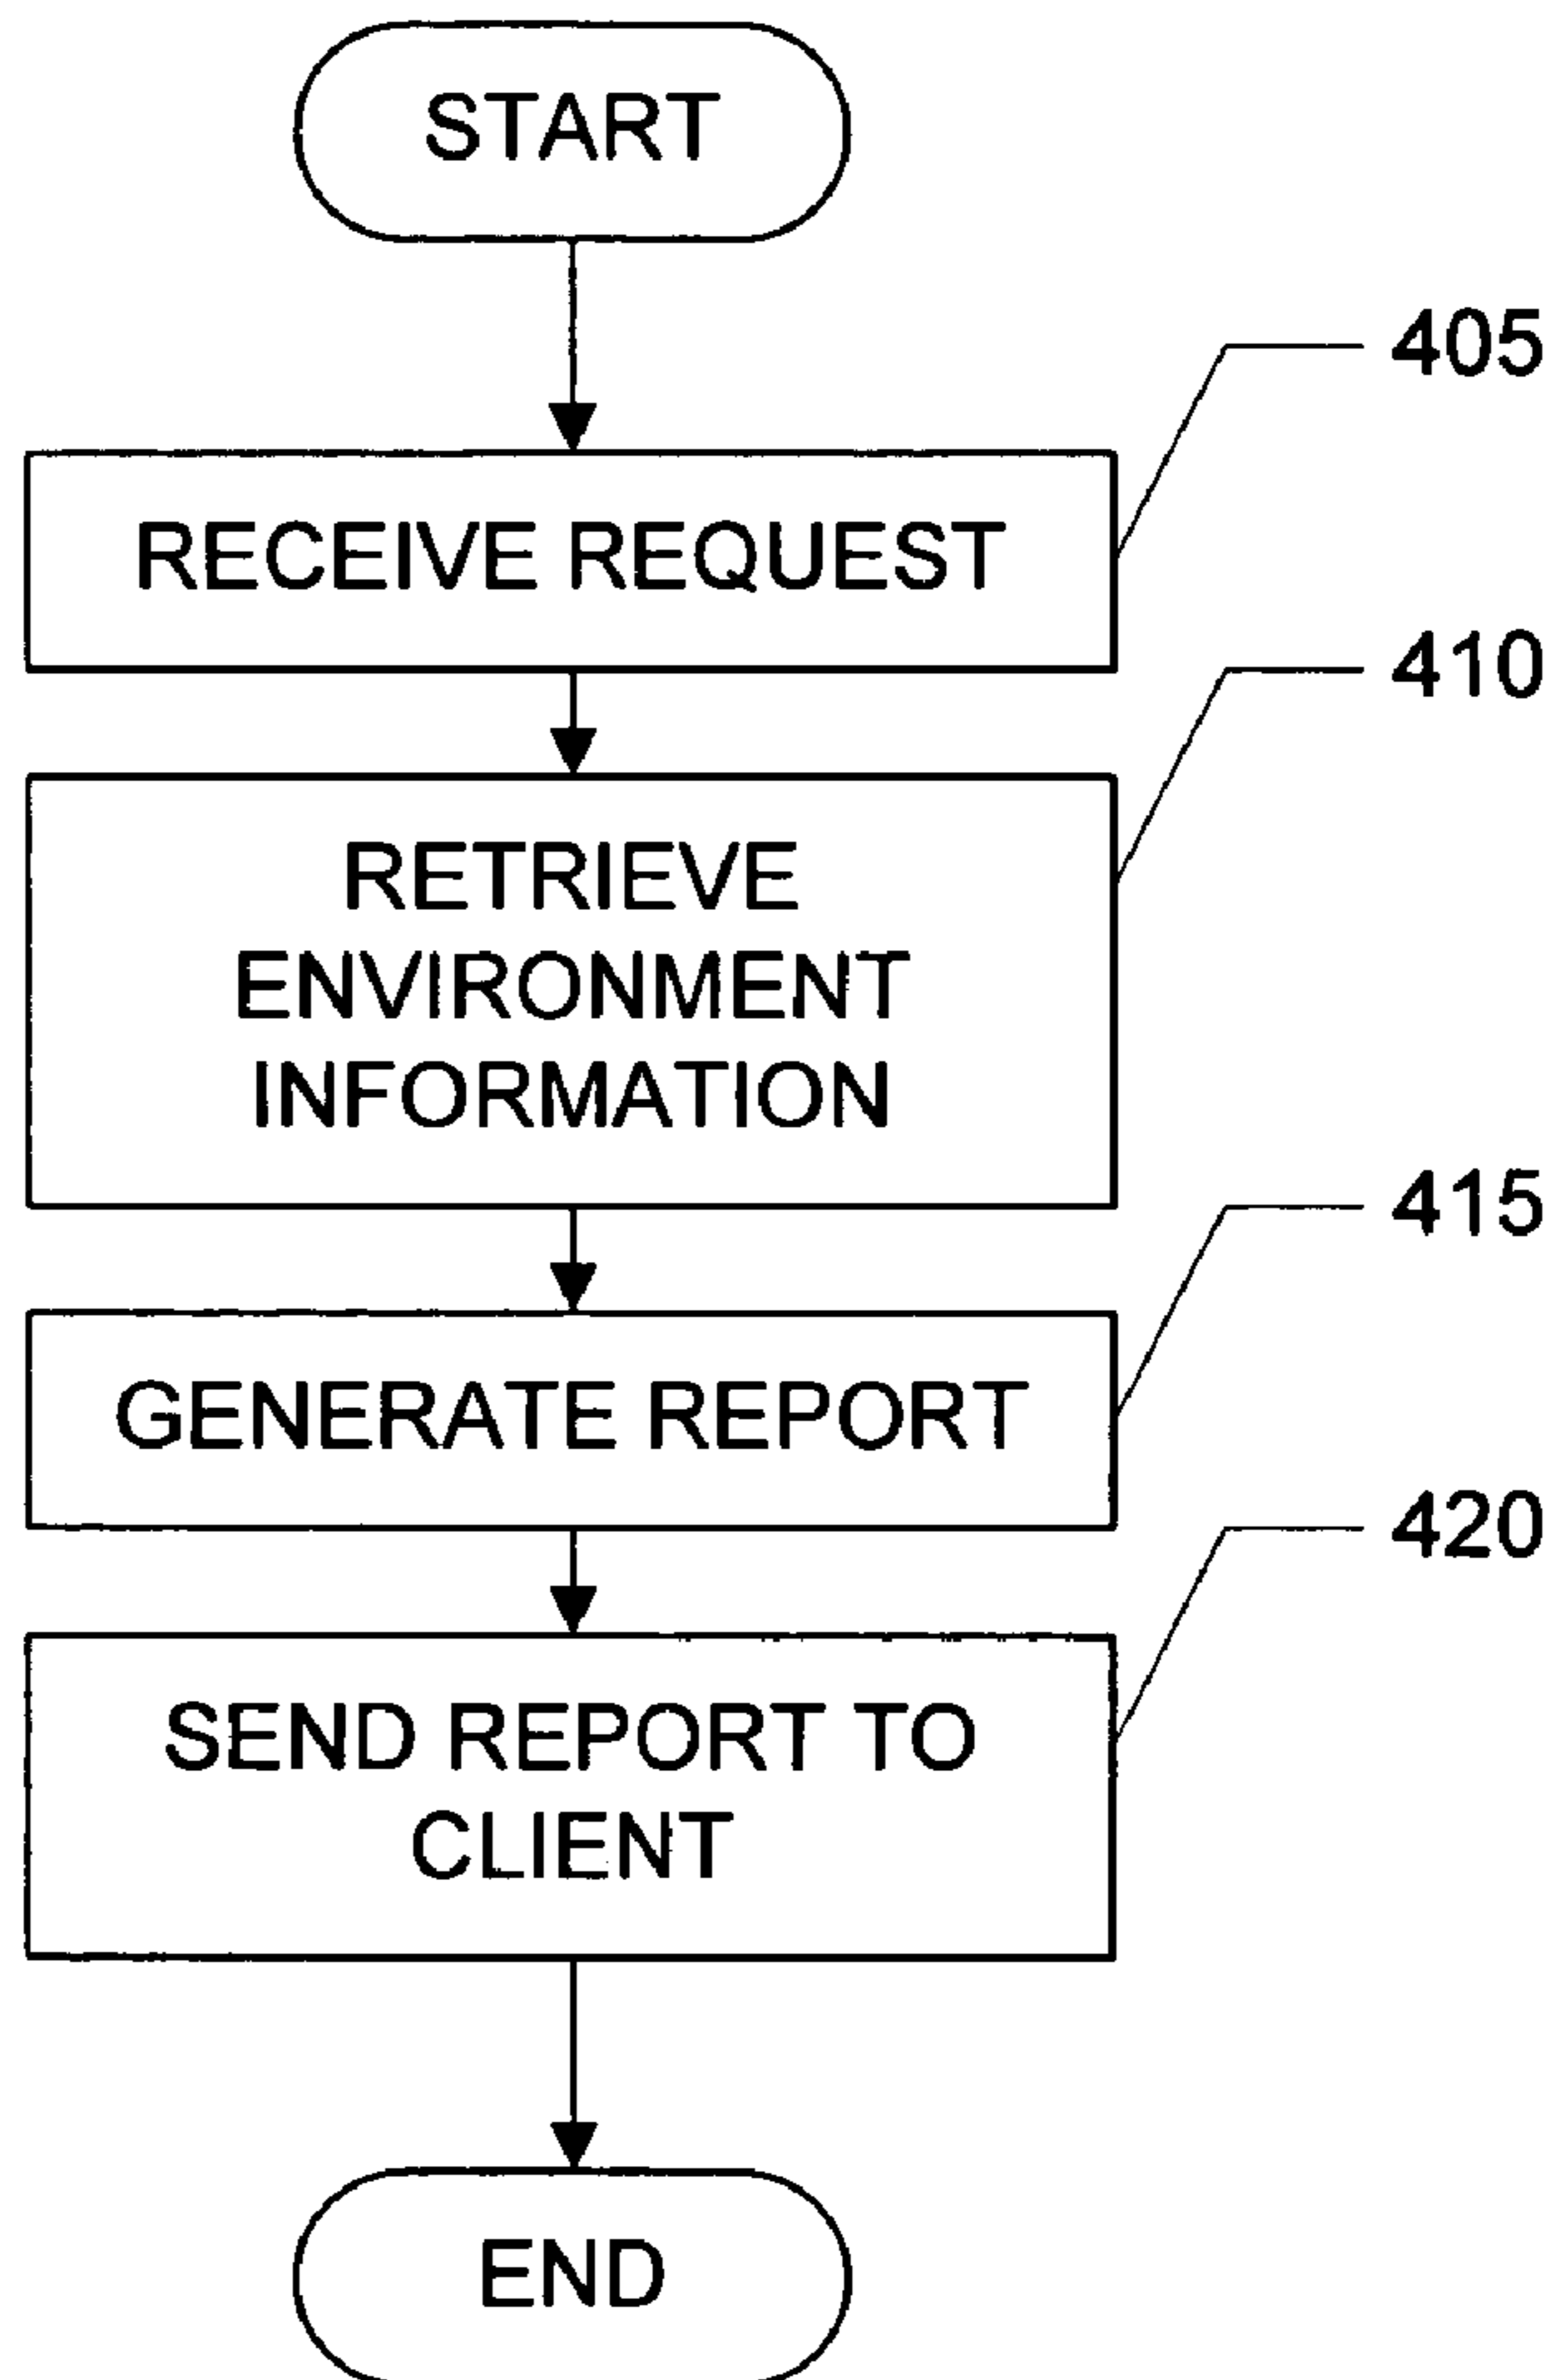 START
405
RECEIVE REQUEST
410
RETRIEVE
ENVIRONMENT
INFORMATION
415
GENERATE REPORT
420
SEND REPORT TO
CLIENT
END